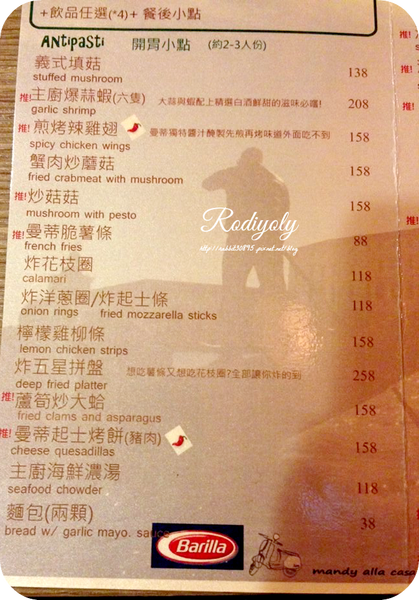 +飲品任選(*4)+ 餐後小點
ANTIPASTI 開胃小點 (約2-3人份)
義式填菇 138
stuffed mushroom
推!主廚爆蒜蝦(六隻) 大蒜與蝦配上精選白酒鮮甜的滋味必嚐! 208
garlic shrimp
推!煎烤辣雞翅 曼蒂獨特醬汁醃製先煎再烤味道外面吃不到 158
spicy chicken wings
蟹肉炒蘑菇 158
fried crabmeat with mushroom
推!炒菇菇 158
mushroom with pesto
推!曼蒂脆薯條 88
french fries
炸花枝圈 118
calamari
炸洋蔥圈/炸起士條 118
onion rings fried mozzarella sticks
檸檬雞柳條 158
lemon chicken strips
炸五星拼盤 想吃薯條又想吃花枝圈?全部讓你炸的到 258
deep fried platter
推!蘆筍炒大蛤 158
fried clams and asparagus
推!曼蒂起士烤餅(豬肉) 158
cheese quesadillas
主廚海鮮濃湯 118
seafood chowder
麵包(兩顆) 38
bread w/ garlic mayo. sauce
Barilla
mandy alla casa
Rodiyoly